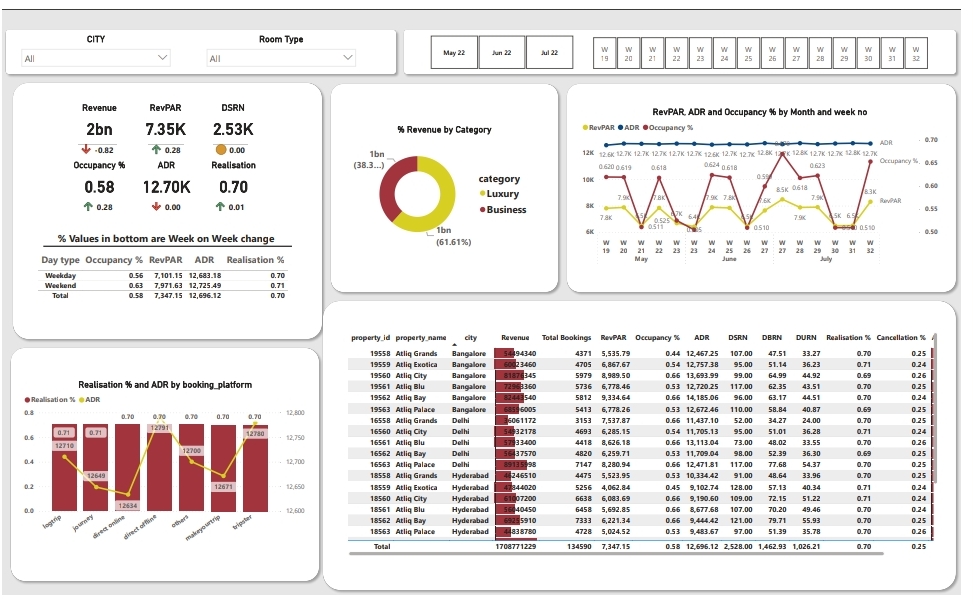 CITY
Room Type
All
All
May 22 Jun 22 Jul 22
W 19 W 20 W 21 W 22 W 23 W 24 W 25 W 26 W 27 W 28 W 29 W 30 W 31 W 32
Revenue RevPAR DSRN
2bn 7.35K 2.53K
-0.82 0.28 0.00
Occupancy % ADR Realisation
0.58 12.70K 0.70
0.28 0.00 0.01
% Values in bottom are Week on Week change
Day type Occupancy % RevPAR ADR Realisation %
Weekday 0.56 7,101.15 12,683.18 0.70
Weekend 0.63 7,971.63 12,725.49 0.71
Total 0.58 7,347.15 12,696.12 0.70
% Revenue by Category
1bn
(38.3...)
category
Luxury
Business
1bn
(61.61%)
RevPAR, ADR and Occupancy % by Month and week no
RevPAR ADR Occupancy %
12K
10K
8K
6K
0.70
0.65
0.60
0.55
0.50
ADR
Occupancy %
RevPAR
12.6K 12.7K 12.7K 12.7K 12.7K 12.6K 12.7K 12.7K 12.8K 12.7K 12.7K 12.7K 12.7K
0.620 0.619 0.618 0.624 0.618 0.618 0.623
7.8K 7.9K 7.8K 7.9K 7.8K 7.6K 8.5K 7.9K 8.3K
0.511 0.525 0.510 0.510
W 19 W 20 W 21 W 22 W 23 W 24 W 25 W 26 W 27 W 28 W 29 W 30 W 31 W 32
May June July
Realisation % and ADR by booking_platform
Realisation % ADR
0.8
0.6
0.4
0.2
0.0
12,800
12,750
12,700
12,650
12,600
0.71 0.71 0.70 0.70 0.70 0.70 0.70
12710 12649 12634 12791 12700 12671 12780
logtrip journey direct online direct offline others makeyourtrip tripster
property_id property_name city Revenue Total Bookings RevPAR Occupancy % ADR DSRN DBRN DURN Realisation % Cancellation %
19558 Atliq Grands Bangalore 54494340 4371 5,535.79 0.44 12,467.25 107.00 47.51 33.27 0.70 0.25
19559 Atliq Exotica Bangalore 60023460 4705 6,867.67 0.54 12,757.38 95.00 51.14 36.23 0.71 0.24
19560 Atliq City Bangalore 81876345 5979 8,989.50 0.66 13,693.99 99.00 64.99 44.92 0.69 0.26
19561 Atliq Blu Bangalore 72963360 5736 6,778.46 0.53 12,720.25 117.00 62.35 43.51 0.70 0.25
19562 Atliq Bay Bangalore 82443540 5812 9,334.64 0.66 14,185.06 96.00 63.17 44.51 0.70 0.24
19563 Atliq Palace Bangalore 68596005 5413 6,778.26 0.53 12,672.46 110.00 58.84 40.87 0.69 0.25
16558 Atliq Grands Delhi 36061172 3153 7,537.87 0.66 11,437.10 52.00 34.27 24.00 0.70 0.25
16560 Atliq City Delhi 54932178 4693 6,285.15 0.54 11,705.13 95.00 51.01 36.28 0.71 0.24
16561 Atliq Blu Delhi 57933400 4418 8,626.18 0.66 13,113.04 73.00 48.02 33.55 0.70 0.26
16562 Atliq Bay Delhi 56437570 4820 6,259.71 0.53 11,709.04 98.00 52.39 36.30 0.69 0.25
16563 Atliq Palace Delhi 89135998 7147 8,280.94 0.66 12,471.81 117.00 77.68 54.37 0.70 0.25
18558 Atliq Grands Hyderabad 46246510 4475 5,523.95 0.53 10,334.42 91.00 48.64 33.96 0.70 0.25
18559 Atliq Exotica Hyderabad 47844020 5256 4,062.84 0.45 9,102.74 128.00 57.13 40.34 0.71 0.24
18560 Atliq City Hyderabad 61007200 6638 6,083.69 0.66 9,190.60 109.00 72.15 51.22 0.71 0.24
18561 Atliq Blu Hyderabad 56040450 6458 5,692.85 0.66 8,677.68 107.00 70.20 49.46 0.70 0.24
18562 Atliq Bay Hyderabad 69255910 7333 6,221.34 0.66 9,444.42 121.00 79.71 55.93 0.70 0.25
18563 Atliq Palace Hyderabad 44838780 4728 5,024.52 0.53 9,483.67 97.00 51.39 35.78 0.70 0.26
Total 1708771229 134590 7,347.15 0.58 12,696.12 2,528.00 1,462.93 1,026.21 0.70 0.25